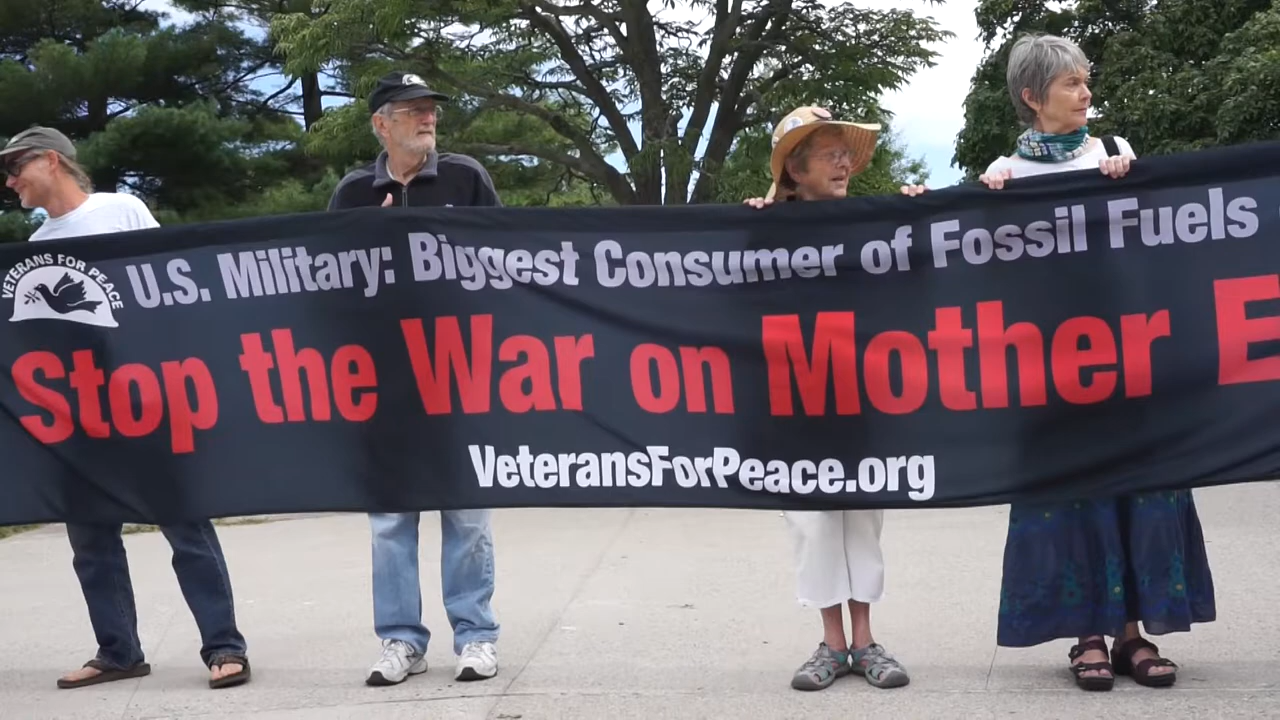 VETERANS FOR PEACE
U.S. Military: Biggest Consumer of Fossil Fuels
Stop the War on Mother E
VeteransForPeace.org